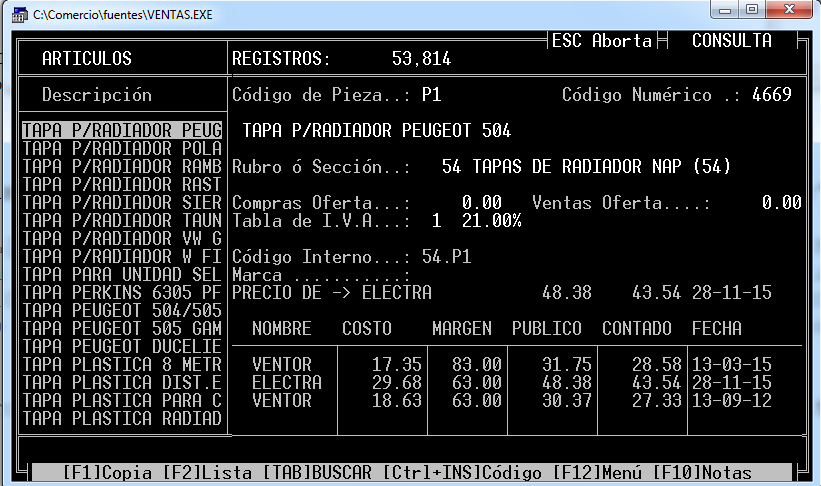 C:\Comercio\fuentes\VENTAS.EXE
ESC Aborta CONSULTA
ARTICULOS REGISTROS: 53,814
Descripción Código de Pieza..: P1 Código Numérico .: 4669
TAPA P/RADIADOR PEUG TAPA P/RADIADOR PEUGEOT 504
TAPA P/RADIADOR POLA
TAPA P/RADIADOR RAMB Rubro ó Sección..: 54 TAPAS DE RADIADOR NAP (54)
TAPA P/RADIADOR RAST
TAPA P/RADIADOR SIER Compras Oferta...: 0.00 Ventas Oferta....: 0.00
TAPA P/RADIADOR TAUN Tabla de I.V.A...: 1 21.00%
TAPA P/RADIADOR VW G
TAPA P/RADIADOR W FI Código Interno...: 54.P1
TAPA PARA UNIDAD SEL Marca ...........:
TAPA PERKINS 6305 PF PRECIO DE -> ELECTRA 48.38 43.54 28-11-15
TAPA PEUGEOT 504/505
TAPA PEUGEOT 505 GAM NOMBRE COSTO MARGEN PUBLICO CONTADO FECHA
TAPA PEUGEOT DUCELIE
TAPA PLASTICA 8 METR VENTOR 17.35 83.00 31.75 28.58 13-03-15
TAPA PLASTICA DIST.E ELECTRA 29.68 63.00 48.38 43.54 28-11-15
TAPA PLASTICA PARA C VENTOR 18.63 63.00 30.37 27.33 13-09-12
TAPA PLASTICA RADIAD
[F1]Copia [F2]Lista [TAB]BUSCAR [Ctrl+INS]Código [F12]Menú [F10]Notas